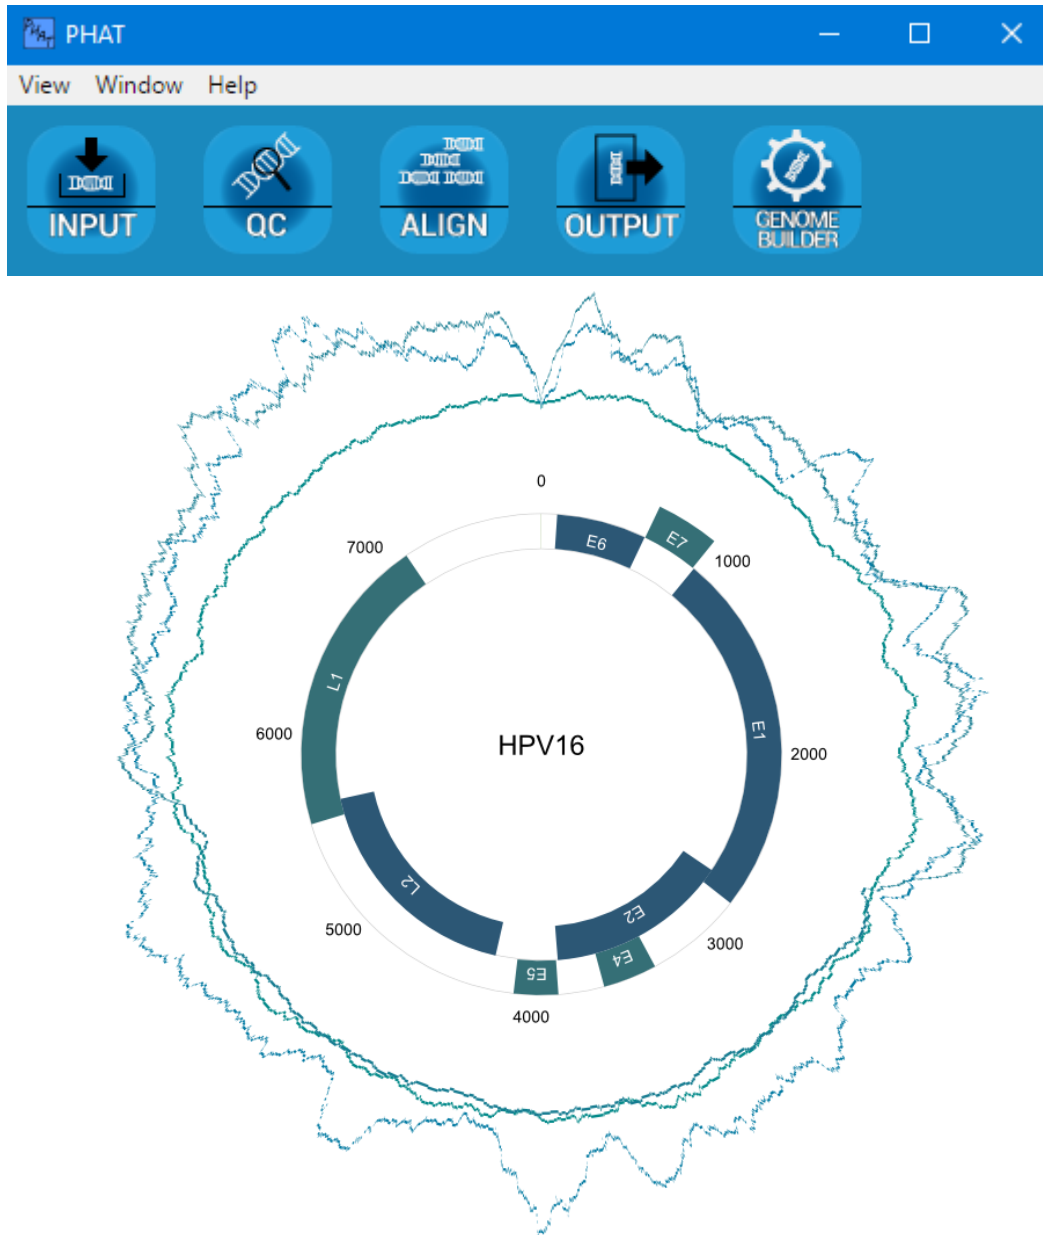 PHAT
View Window Help
INPUT
QC
ALIGN
OUTPUT
GENOME
BUILDER
0
E6
E7
1000
E1
2000
E2
3000
E4
E5
4000
L2
5000
L1
6000
7000
HPV16